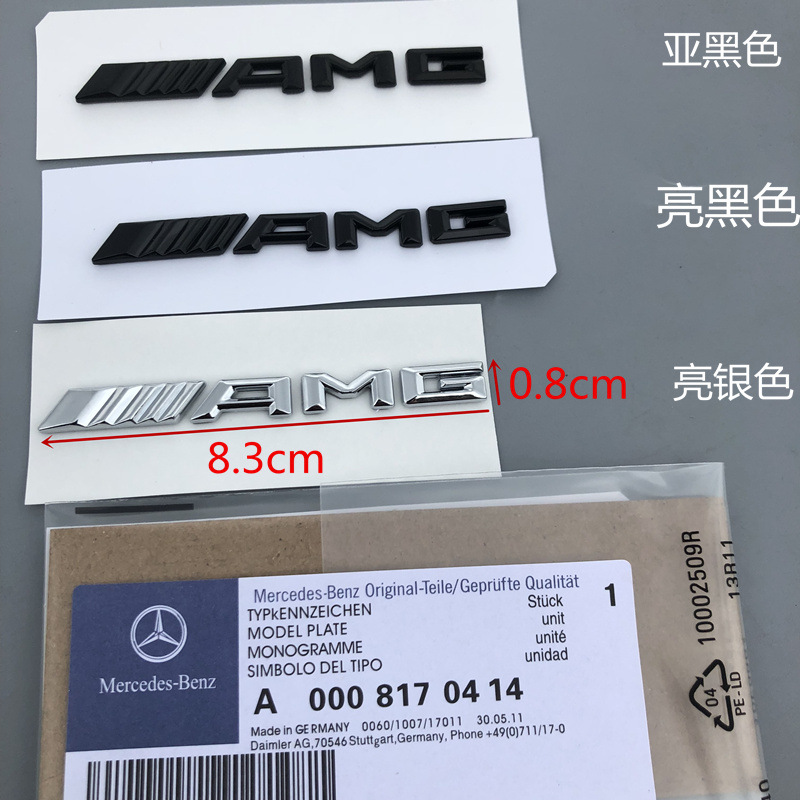 AMG
亚黑色
AMG
亮黑色
AMG
0.8cm
亮银色
8.3cm
10002509R
13R11
04
PE-LD
Mercedes-Benz
Mercedes-Benz Original-Teile/Geprüfte Qualität
TYPkENNZEICHEN Stück 1
MODEL PLATE unit
MONOGRAMME unité
SIMBOLO DEL TIPO unidad
A 000 817 04 14
Made in GERMANY 0060/1007/17011 30.05.11
Daimler AG,70546 Stuttgart,Germany, Phone +49(0)711/17-0